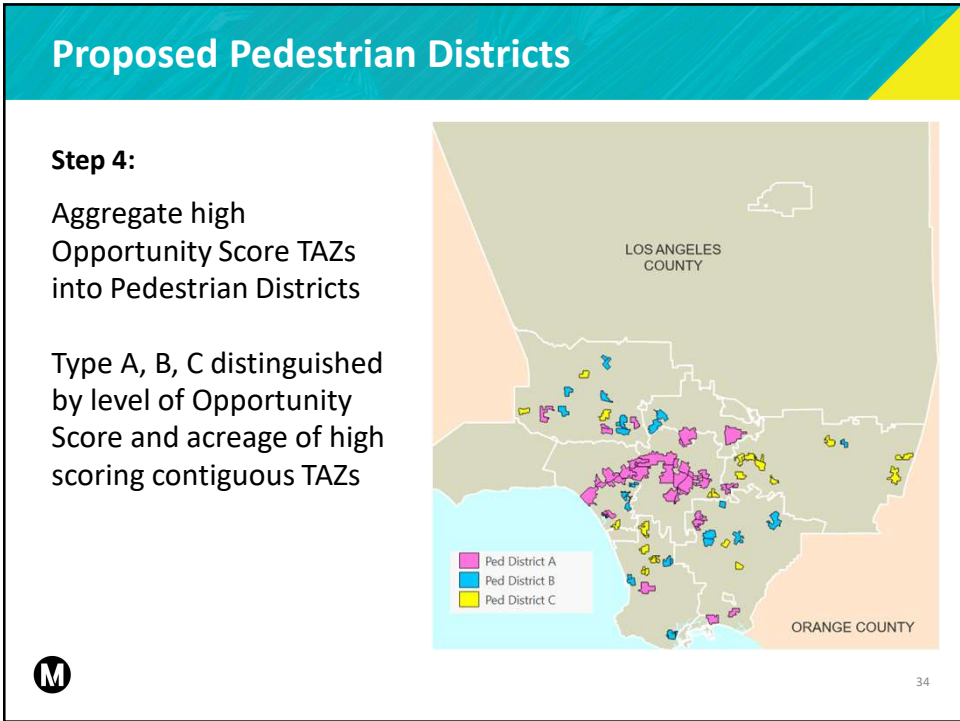 Proposed Pedestrian Districts
Step 4:
Aggregate high
Opportunity Score TAZs
into Pedestrian Districts
Type A, B, C distinguished
by level of Opportunity
Score and acreage of high
scoring contiguous TAZs
LOS ANGELES
COUNTY
Ped District A
Ped District B
Ped District C
ORANGE COUNTY
M
34